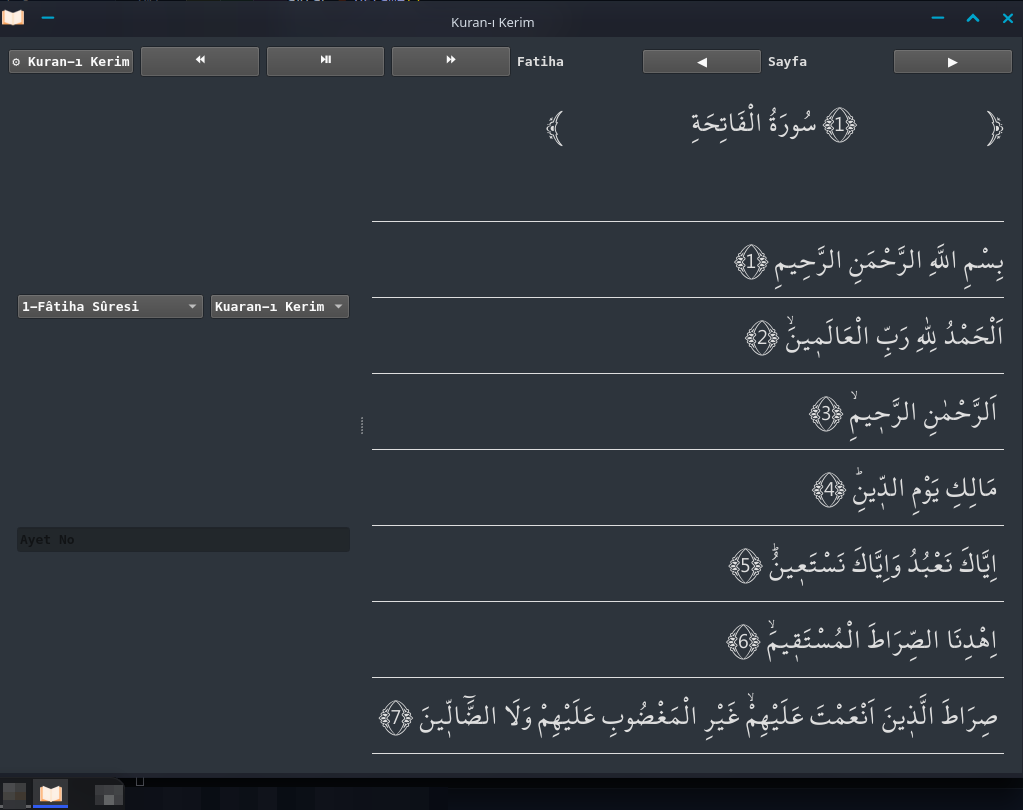 Kuran-ı Kerim
Kuran-ı Kerim
Fatiha
Sayfa
﴿1﴾ سُورَةُ الْفَاتِحَةِ
بِسْمِ اللَّهِ الرَّحْمَنِ الرَّحِيمِ ﴿1﴾
اَلْحَمْدُ لِلّٰهِ رَبِّ الْعَالَم۪ينَۙ ﴿2﴾
اَلرَّحْمٰنِ الرَّح۪يمِۙ ﴿3﴾
مَالِكِ يَوْمِ الدّ۪ينِۜ ﴿4﴾
اِيَّاكَ نَعْبُدُ وَاِيَّاكَ نَسْتَع۪ينُۜ ﴿5﴾
اِهْدِنَا الصِّرَاطَ الْمُسْتَق۪يمَۙ ﴿6﴾
صِرَاطَ الَّذ۪ينَ اَنْعَمْتَ عَلَيْهِمْۙ غَيْرِ الْمَغْضُوبِ عَلَيْهِمْ وَلَا الضَّٓالّ۪ينَ ﴿7﴾
1-Fâtiha Sûresi
Kuaran-ı Kerim
Ayet No